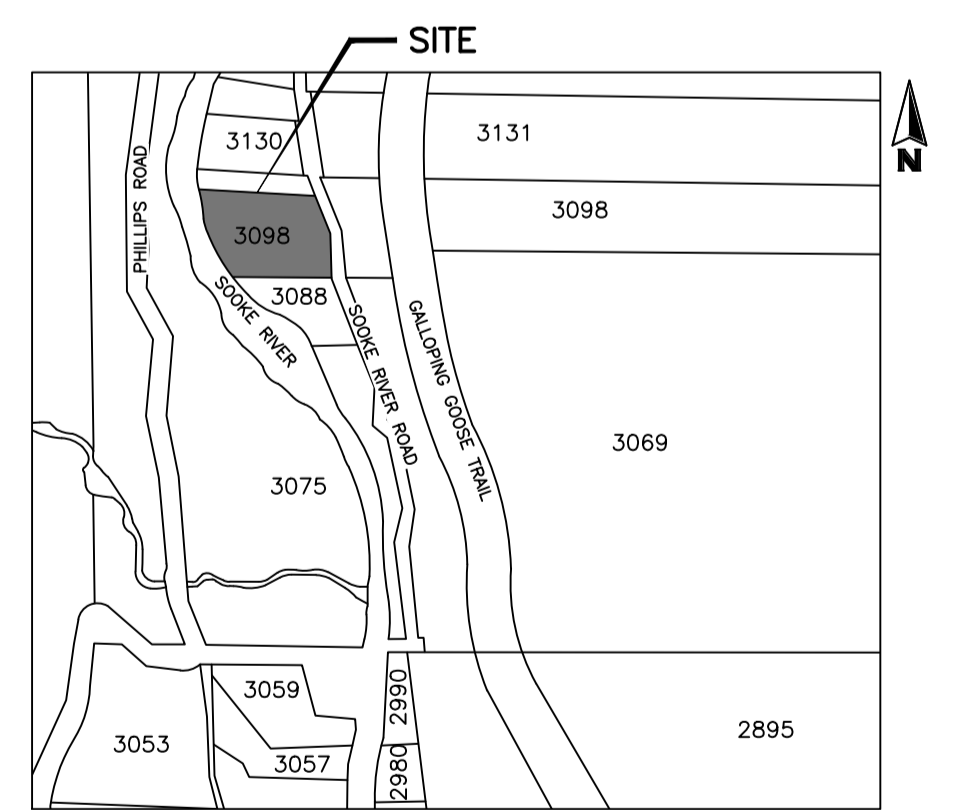 SITE
N
3130
3131
PHILLIPS ROAD
3098
3098
SOOKE RIVER
3088
SOOKE RIVER ROAD
GALLOPING GOOSE TRAIL
3069
3075
3059
2990
3053
3057
2980
2895